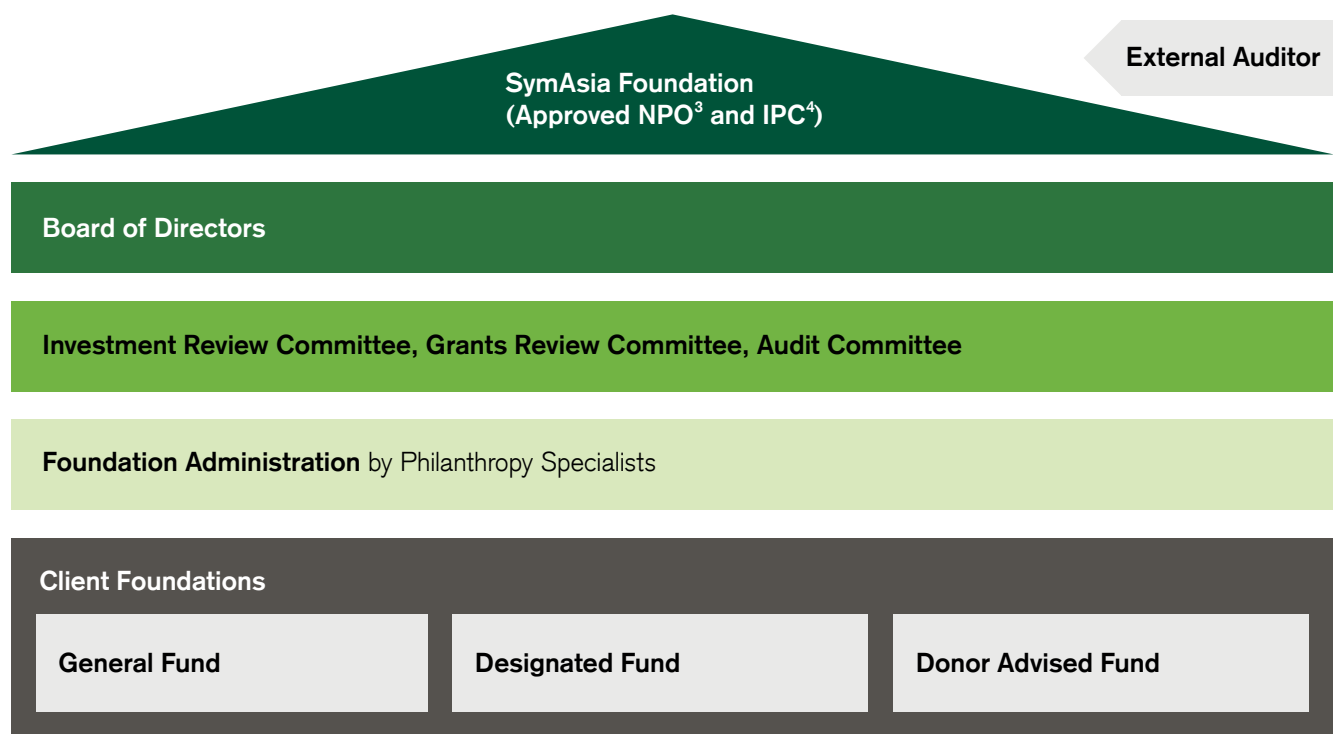 SymAsia Foundation
(Approved NPO³ and IPC⁴)
External Auditor
Board of Directors
Investment Review Committee, Grants Review Committee, Audit Committee
Foundation Administration by Philanthropy Specialists
Client Foundations
General Fund
Designated Fund
Donor Advised Fund